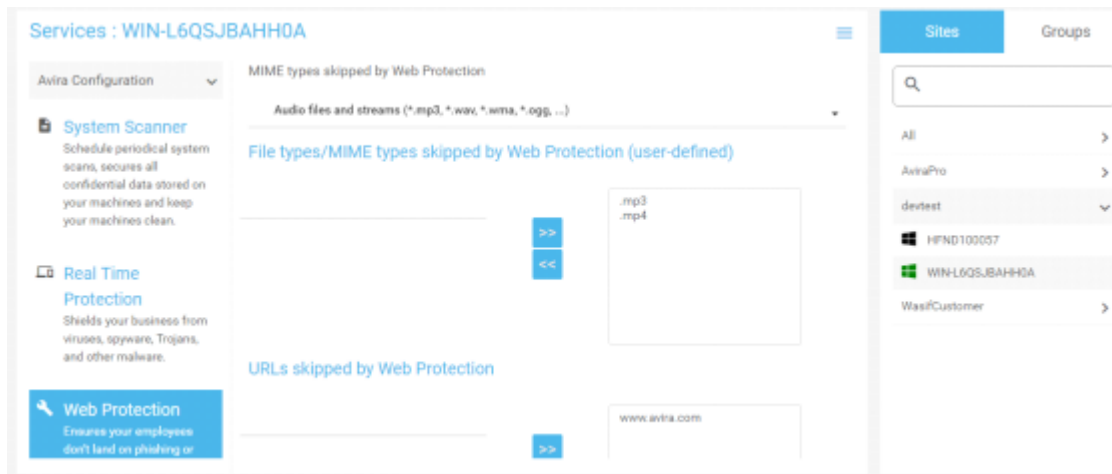 Services : WIN-L6QSJBAHH0A
Avira Configuration
System Scanner
Schedule periodical system
scans, secures all
confidential data stored on
your machines and keep
your machines clean.
Real Time
Protection
Shields your business from
viruses, spyware, Trojans,
and other malware.
Web Protection
Ensures your employees
don't land on phishing or
MIME types skipped by Web Protection
Audio files and streams (*.mp3, *.wav, *.wma, *.ogg, ...)
File types/MIME types skipped by Web Protection (user-defined)
.mp3
.mp4
>>
<<
URLs skipped by Web Protection
www.avira.com
>>
Sites
Groups
All
AviraPro
devtest
HFND100057
WIN-L6QSJBAHH0A
WasifCustomer